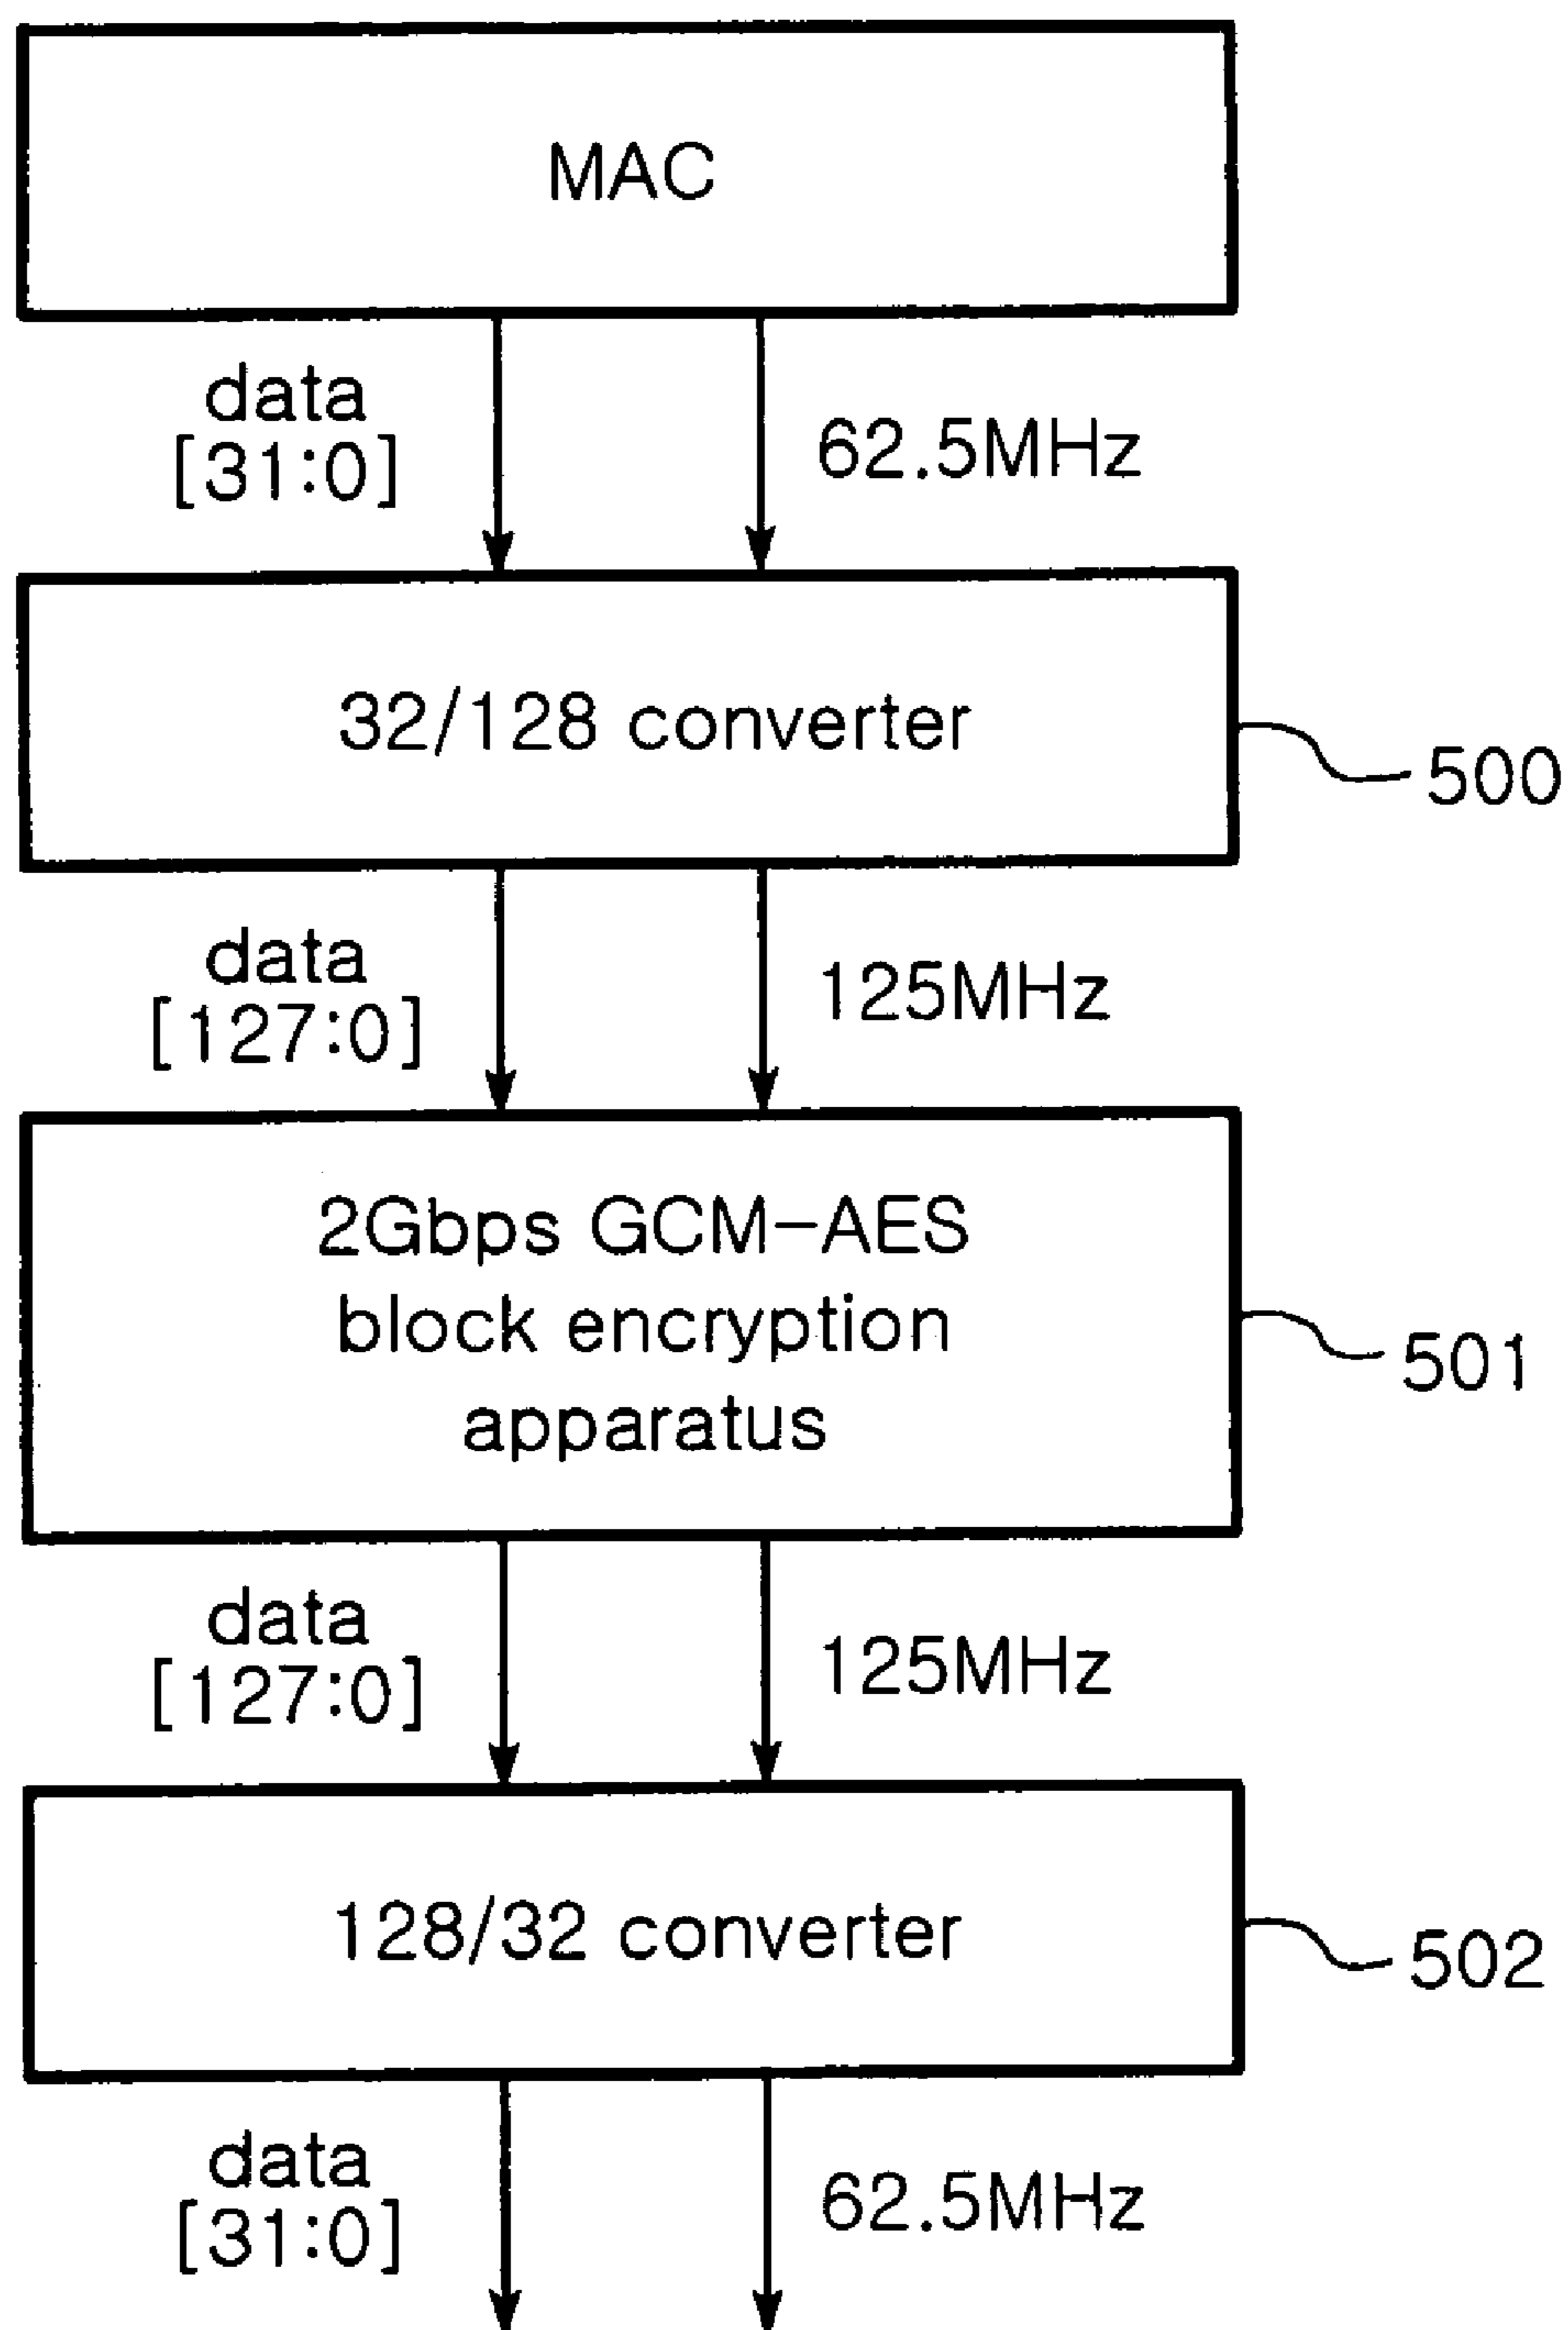 MAC
data
[31:0]
62.5MHz
32/128 converter
500
data
[127:0]
125MHz
2Gbps GCM-AES
block encryption
apparatus
501
data
[127:0]
125MHz
128/32 converter
502
data
[31:0]
62.5MHz